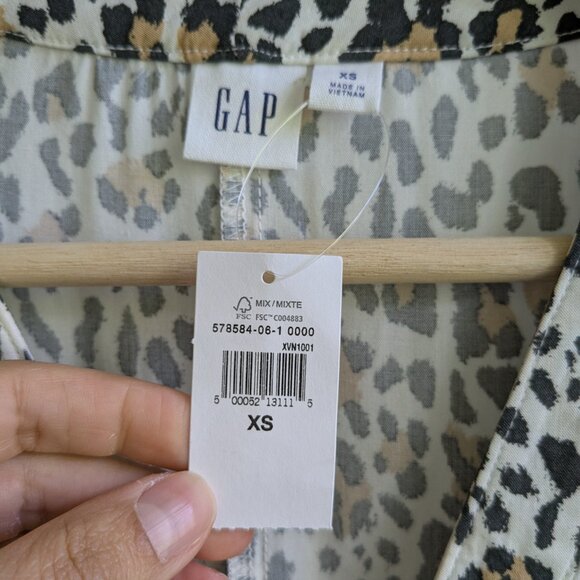 GAP
XS
MADE IN
VIETNAM
MIX / MIXTE
FSC FSC™ C004883
578584-06-1 0000
XVN1001
5 00052 13111 5
XS